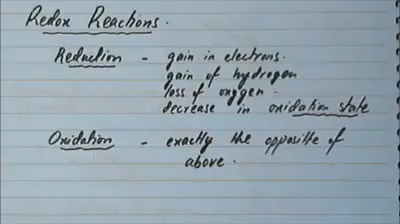 Redox Reactions.
Reduction - gain in electrons.
gain of hydrogen
loss of oxygen.
decrease in oxidation state
Oxidation - exactly the oppositte of
above.